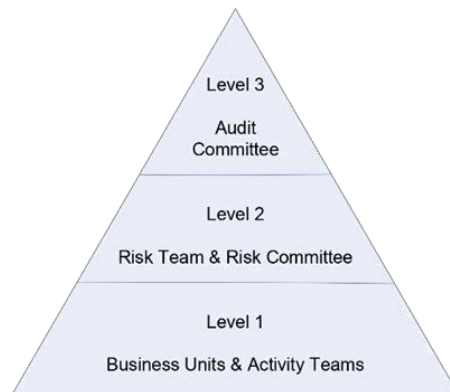 Level 3
Audit
Committee
Level 2
Risk Team & Risk Committee
Level 1
Business Units & Activity Teams